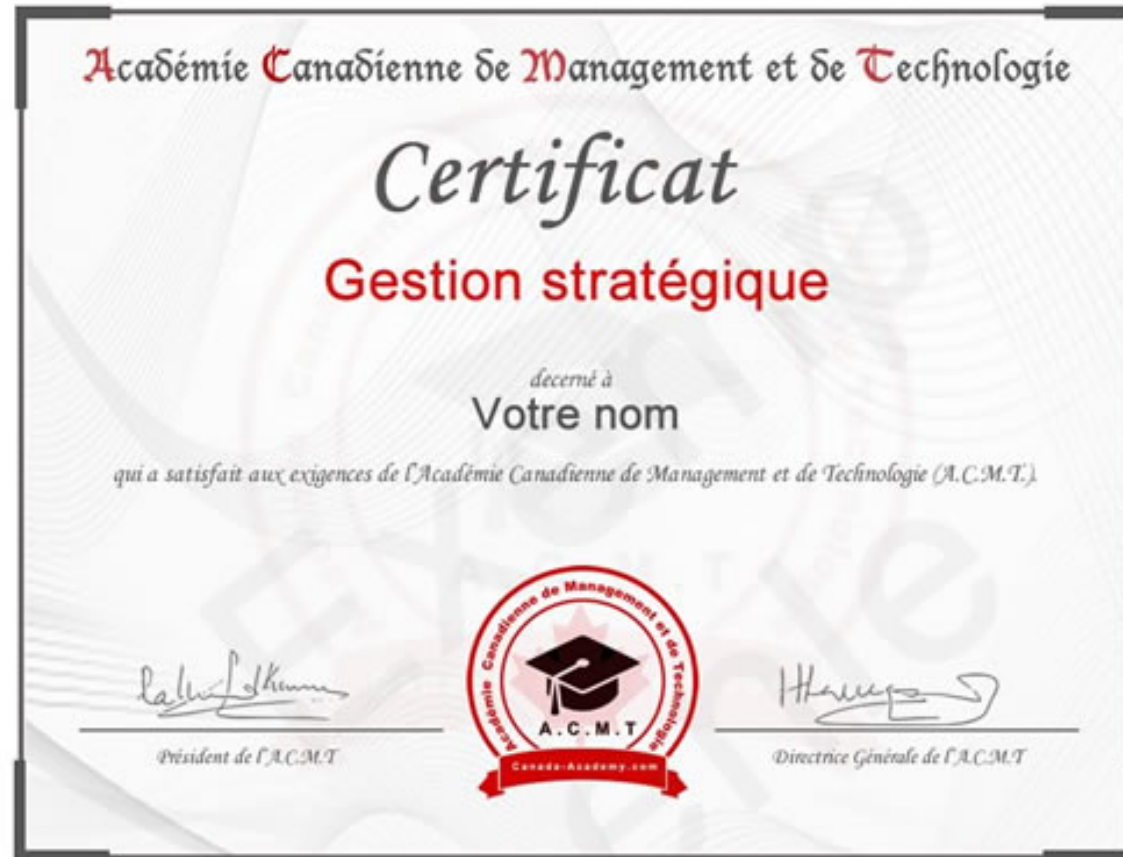 Académie Canadienne de Management et de Technologie
Certificat
Gestion stratégique
decerné à
Votre nom
qui a satisfait aux exigences de l'Académie Canadienne de Management et de Technologie (A.C.M.T.).
Académie Canadienne de Management et de Technologie
A.C.M.T
Canada-Academy.com
Président de l'A.C.M.T
Directrice Générale de l'A.C.M.T